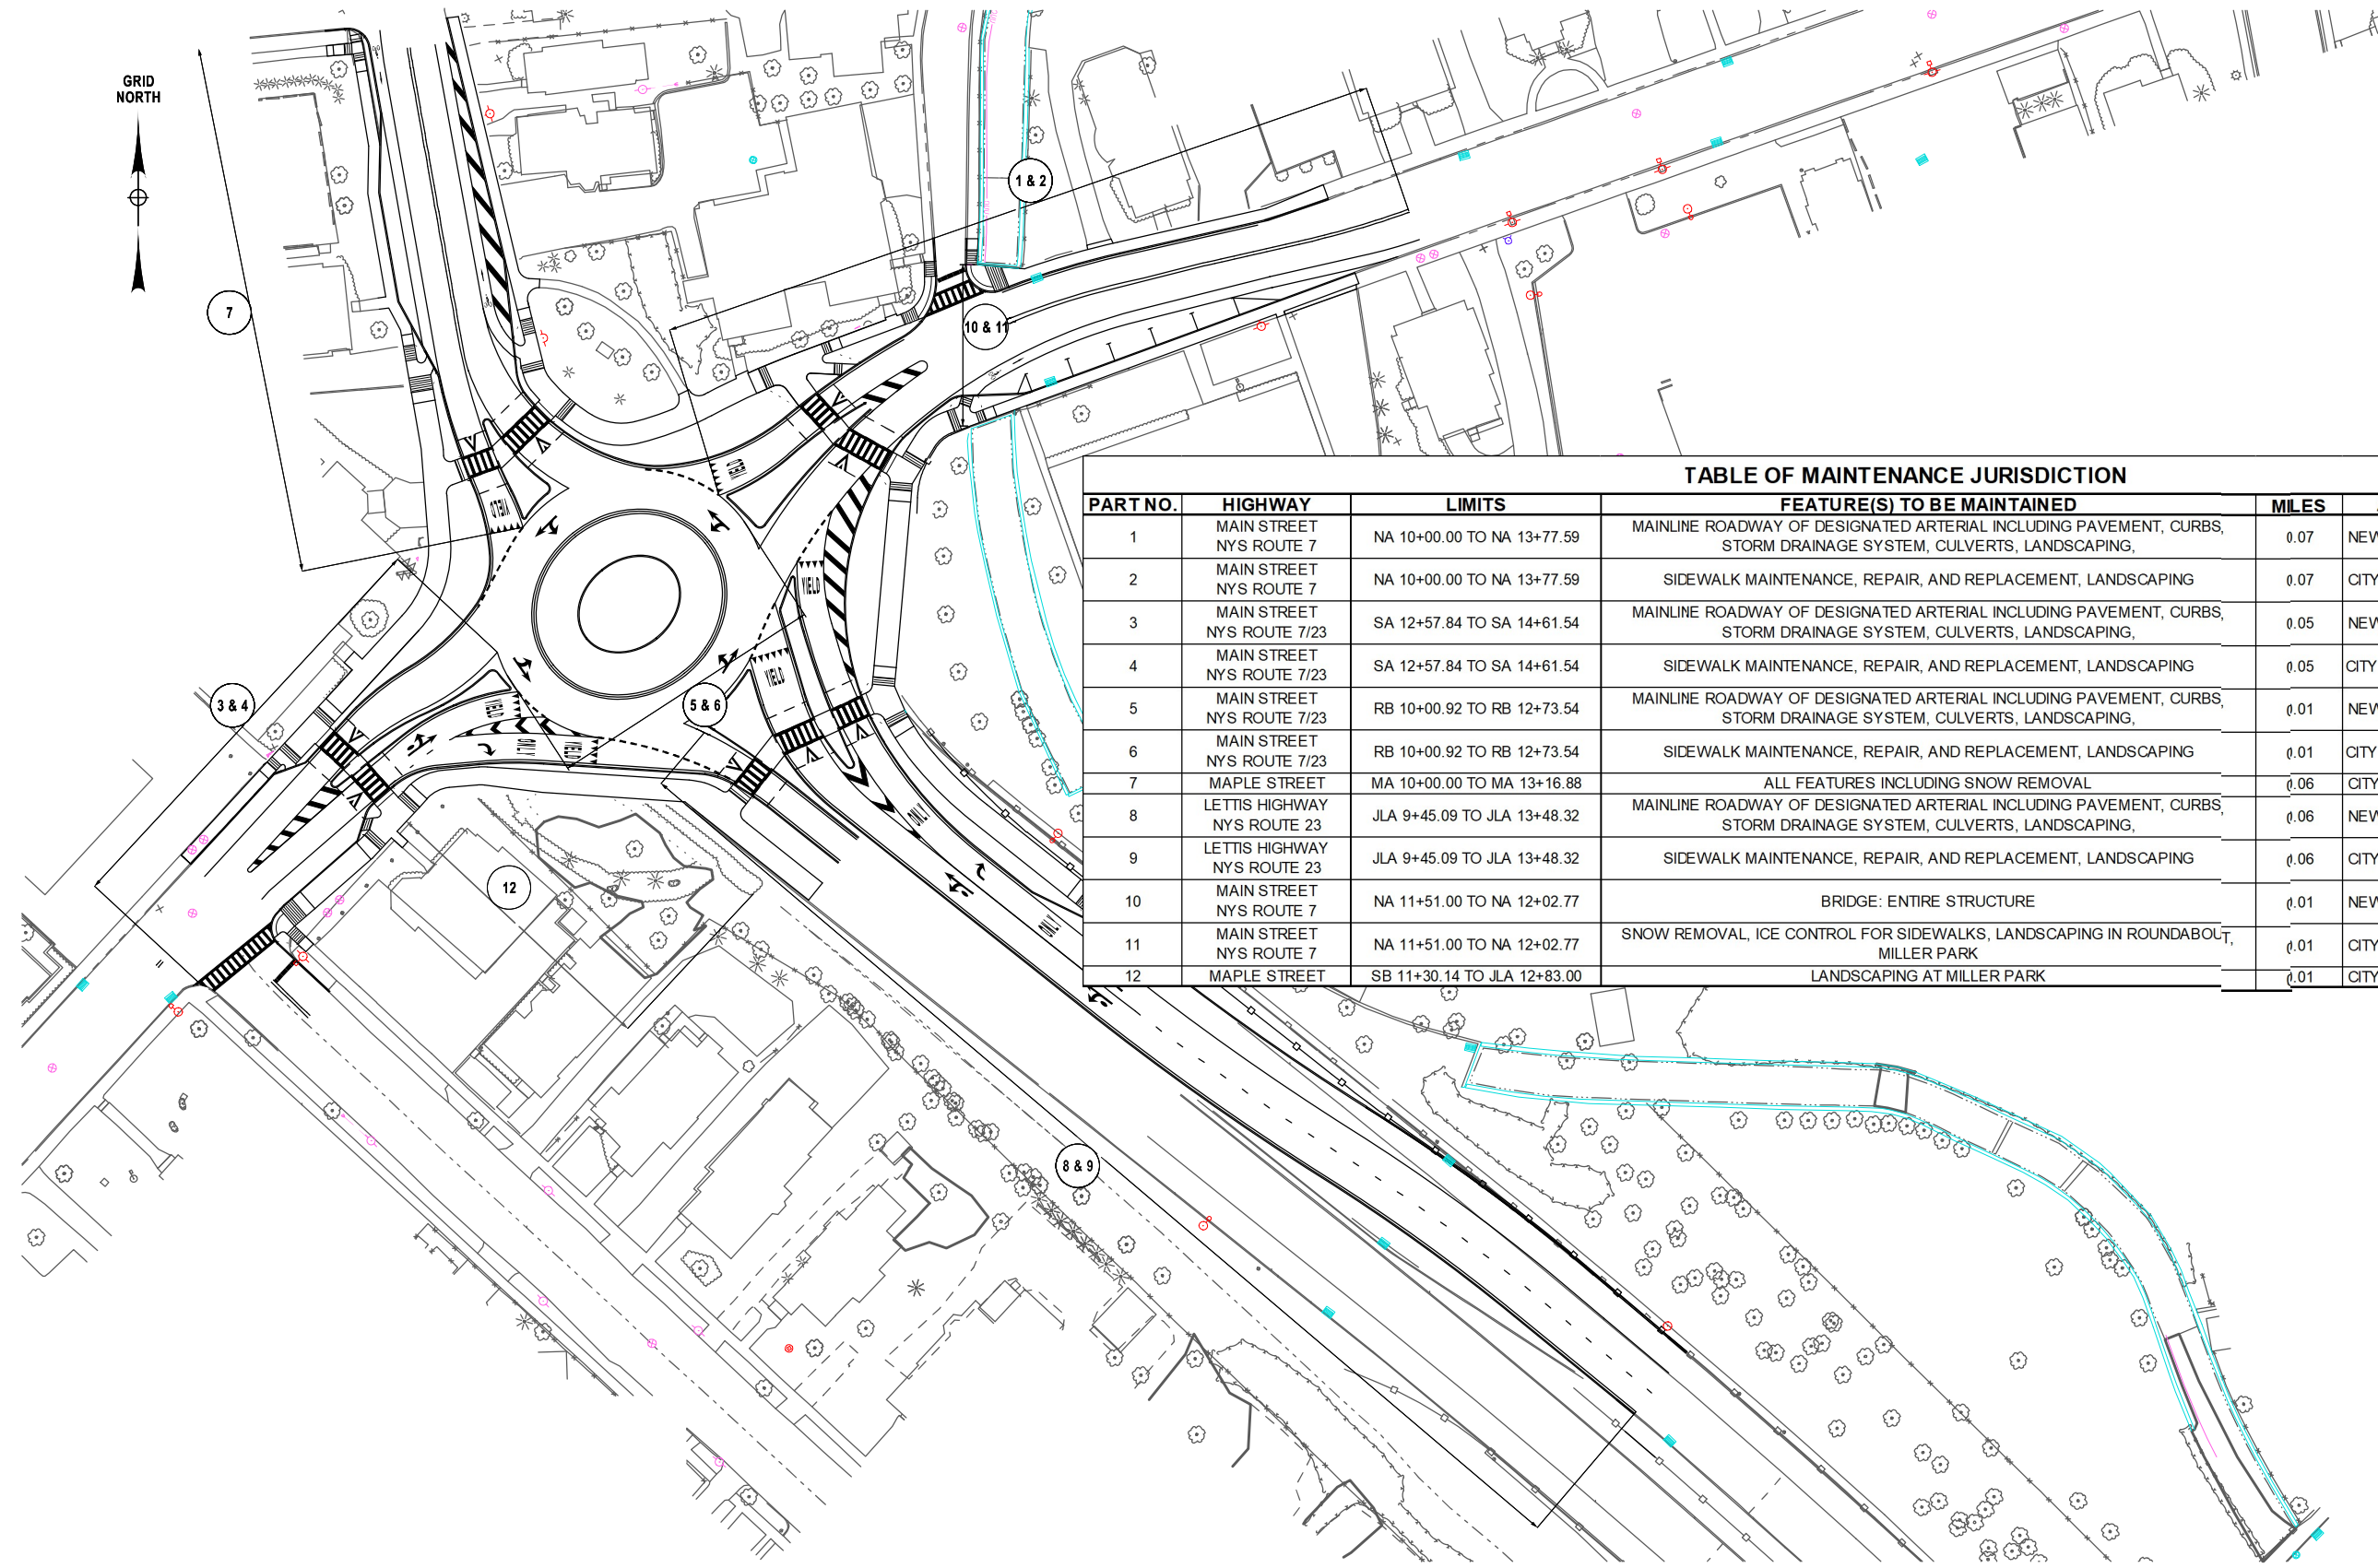 GRID
NORTH
1 & 2
7
10 & 11
YIELD
YIELD
YIELD
YIELD
3 & 4
5 & 6
YIELD
ONLY
YIELD
ONLY
12
ONLY
8 & 9
TABLE OF MAINTENANCE JURISDICTION
PART NO. HIGHWAY LIMITS FEATURE(S) TO BE MAINTAINED MILES
1 MAIN STREET NYS ROUTE 7 NA 10+00.00 TO NA 13+77.59 MAINLINE ROADWAY OF DESIGNATED ARTERIAL INCLUDING PAVEMENT, CURBS, STORM DRAINAGE SYSTEM, CULVERTS, LANDSCAPING, 0.07 NEW
2 MAIN STREET NYS ROUTE 7 NA 10+00.00 TO NA 13+77.59 SIDEWALK MAINTENANCE, REPAIR, AND REPLACEMENT, LANDSCAPING 0.07 CITY
3 MAIN STREET NYS ROUTE 7/23 SA 12+57.84 TO SA 14+61.54 MAINLINE ROADWAY OF DESIGNATED ARTERIAL INCLUDING PAVEMENT, CURBS, STORM DRAINAGE SYSTEM, CULVERTS, LANDSCAPING, 0.05 NEW
4 MAIN STREET NYS ROUTE 7/23 SA 12+57.84 TO SA 14+61.54 SIDEWALK MAINTENANCE, REPAIR, AND REPLACEMENT, LANDSCAPING 0.05 CITY
5 MAIN STREET NYS ROUTE 7/23 RB 10+00.92 TO RB 12+73.54 MAINLINE ROADWAY OF DESIGNATED ARTERIAL INCLUDING PAVEMENT, CURBS, STORM DRAINAGE SYSTEM, CULVERTS, LANDSCAPING, 0.01 NEW
6 MAIN STREET NYS ROUTE 7/23 RB 10+00.92 TO RB 12+73.54 SIDEWALK MAINTENANCE, REPAIR, AND REPLACEMENT, LANDSCAPING 0.01 CITY
7 MAPLE STREET MA 10+00.00 TO MA 13+16.88 ALL FEATURES INCLUDING SNOW REMOVAL 0.06 CITY
8 LETTIS HIGHWAY NYS ROUTE 23 JLA 9+45.09 TO JLA 13+48.32 MAINLINE ROADWAY OF DESIGNATED ARTERIAL INCLUDING PAVEMENT, CURBS, STORM DRAINAGE SYSTEM, CULVERTS, LANDSCAPING, 0.06 NEW
9 LETTIS HIGHWAY NYS ROUTE 23 JLA 9+45.09 TO JLA 13+48.32 SIDEWALK MAINTENANCE, REPAIR, AND REPLACEMENT, LANDSCAPING 0.06 CITY
10 MAIN STREET NYS ROUTE 7 NA 11+51.00 TO NA 12+02.77 BRIDGE: ENTIRE STRUCTURE 0.01 NEW
11 MAIN STREET NYS ROUTE 7 NA 11+51.00 TO NA 12+02.77 SNOW REMOVAL, ICE CONTROL FOR SIDEWALKS, LANDSCAPING IN ROUNDABOUT, MILLER PARK 0.01 CITY
12 MAPLE STREET SB 11+30.14 TO JLA 12+83.00 LANDSCAPING AT MILLER PARK 0.01 CITY